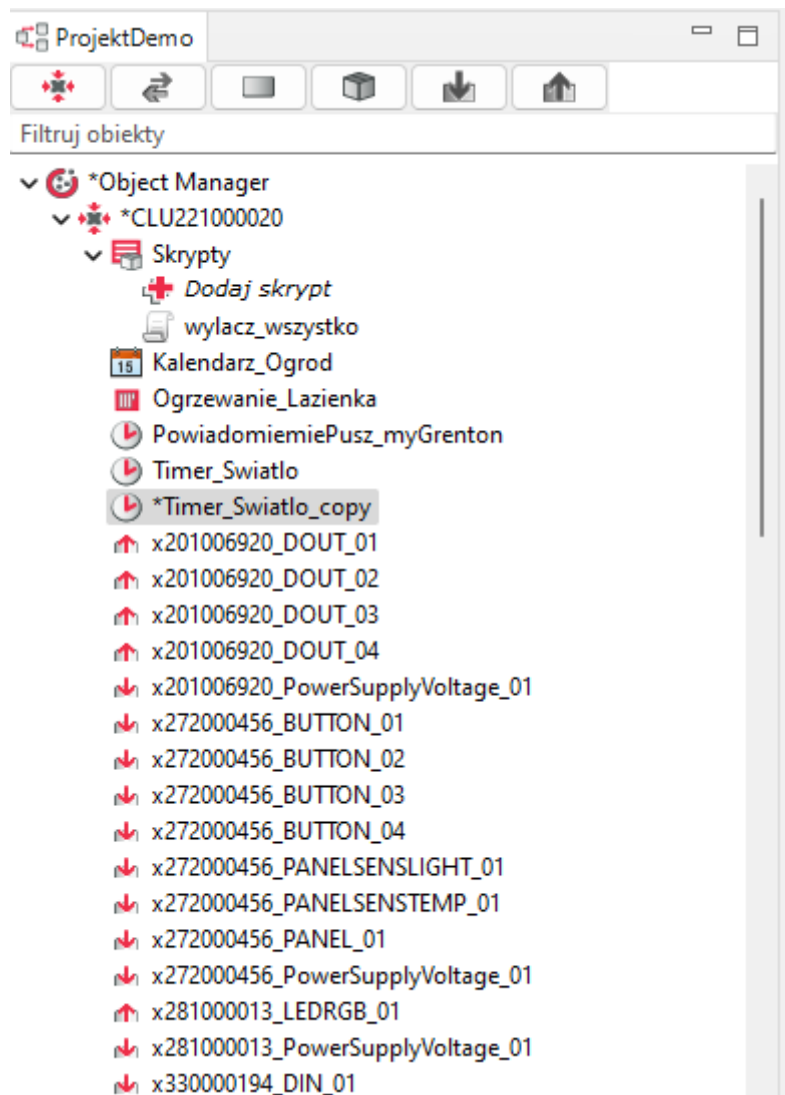 ProjektDemo
Filtruj obiekty
*Object Manager
*CLU221000020
Skrypty
Dodaj skrypt
wylacz_wszystko
15 Kalendarz_Ogrod
Ogrzewanie_Lazienka
PowiadomiemiePusz_myGrenton
Timer_Swiatlo
*Timer_Swiatlo_copy
x201006920_DOUT_01
x201006920_DOUT_02
x201006920_DOUT_03
x201006920_DOUT_04
x201006920_PowerSupplyVoltage_01
x272000456_BUTTON_01
x272000456_BUTTON_02
x272000456_BUTTON_03
x272000456_BUTTON_04
x272000456_PANELSENSLIGHT_01
x272000456_PANELSENSTEMP_01
x272000456_PANEL_01
x272000456_PowerSupplyVoltage_01
x281000013_LEDRGB_01
x281000013_PowerSupplyVoltage_01
x330000194_DIN_01